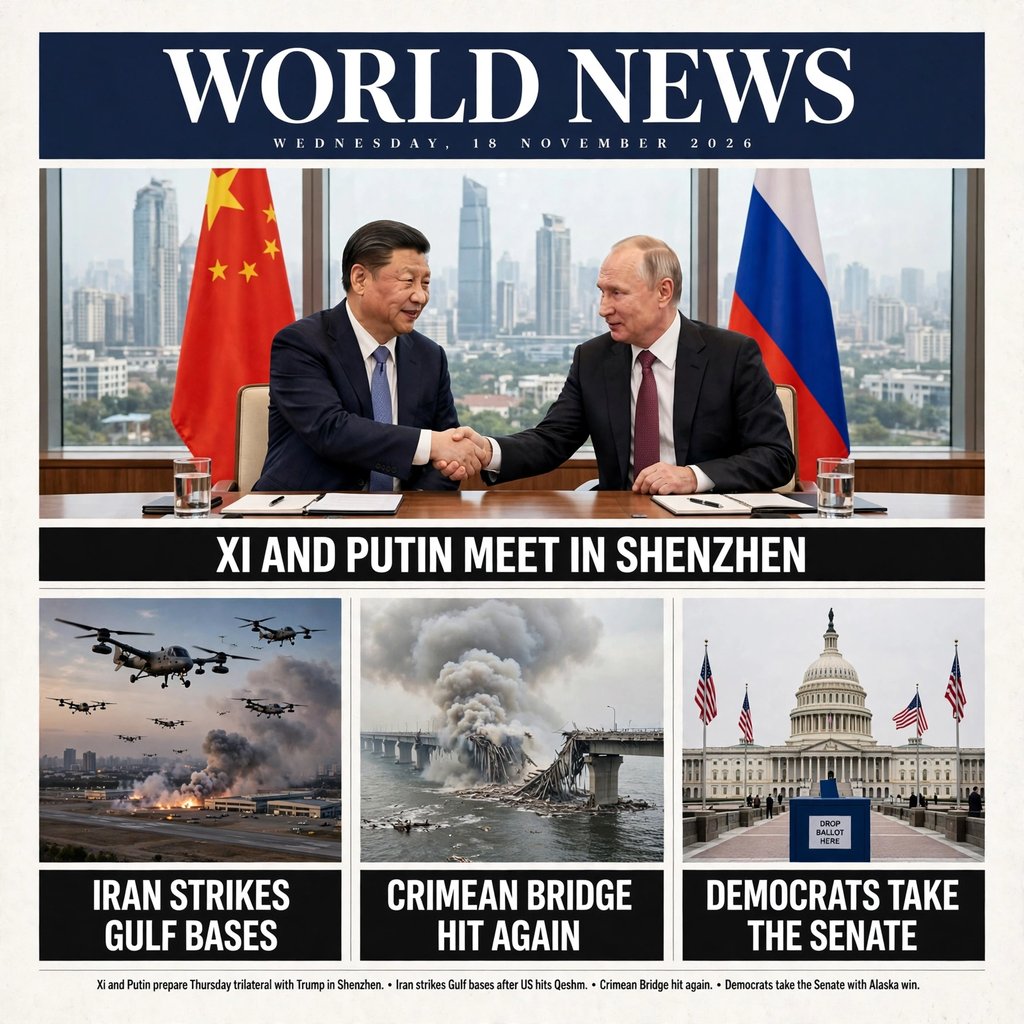 WORLD NEWS
WEDNESDAY, 18 NOVEMBER 2026
XI AND PUTIN MEET IN SHENZHEN
DROP
BALLOT
HERE
IRAN STRIKES
GULF BASES
CRIMEAN BRIDGE
HIT AGAIN
DEMOCRATS TAKE
THE SENATE
Xi and Putin prepare Thursday trilateral with Trump in Shenzhen. • Iran strikes Gulf bases after US hits Qeshm. • Crimean Bridge hit again. • Democrats take the Senate with Alaska win.